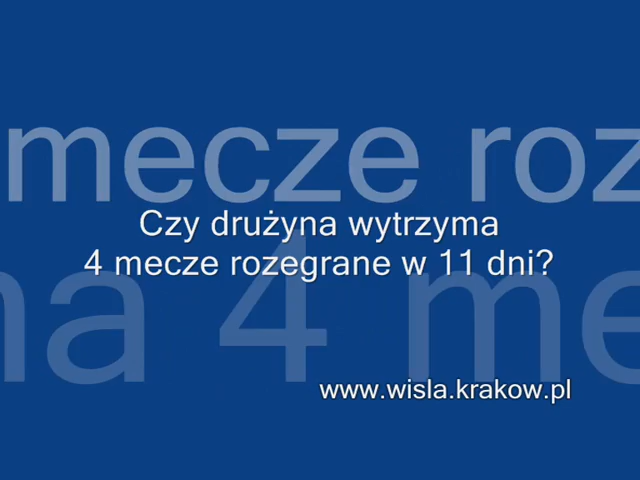 mecze roz
Czy drużyna wytrzyma
4 mecze rozegrane w 11 dni?
na 4 me
www.wisla.krakow.pl